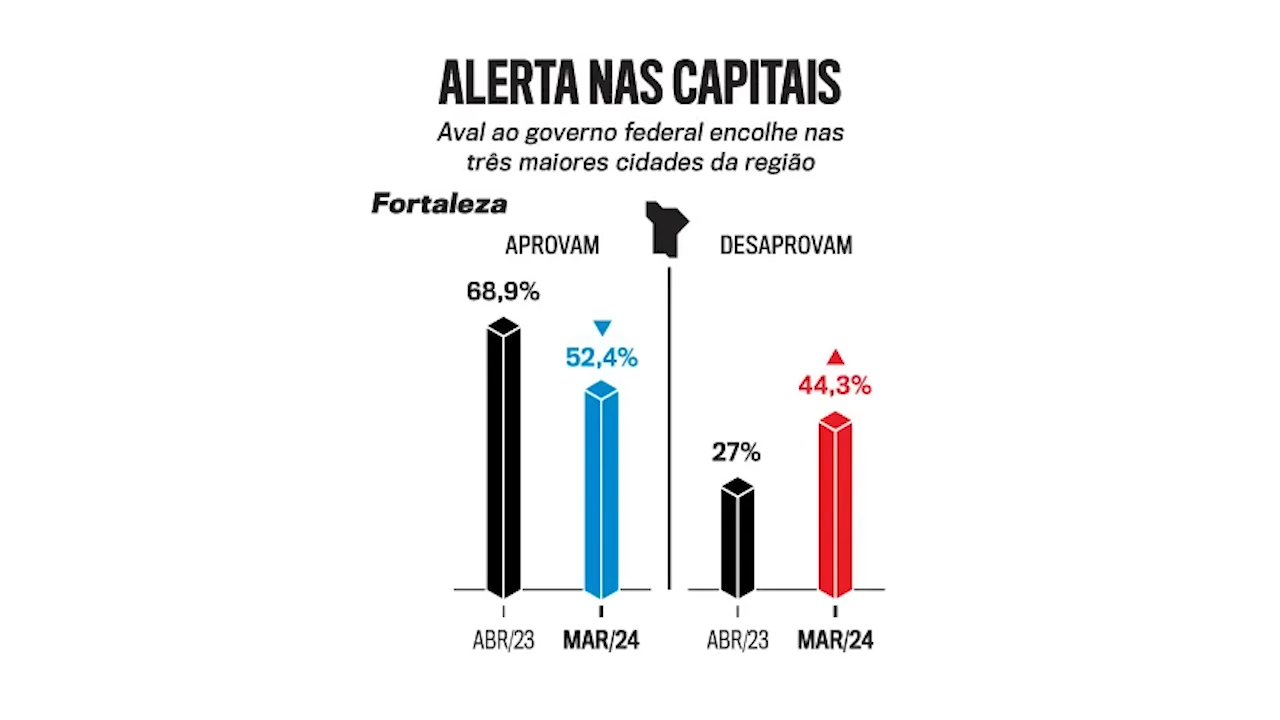 ALERTA NAS CAPITAIS
Aval ao governo federal encolhe nas
três maiores cidades da região
Fortaleza
APROVAM
DESAPROVAM
68,9%
52,4%
44,3%
27%
ABR/23
MAR/24
ABR/23
MAR/24